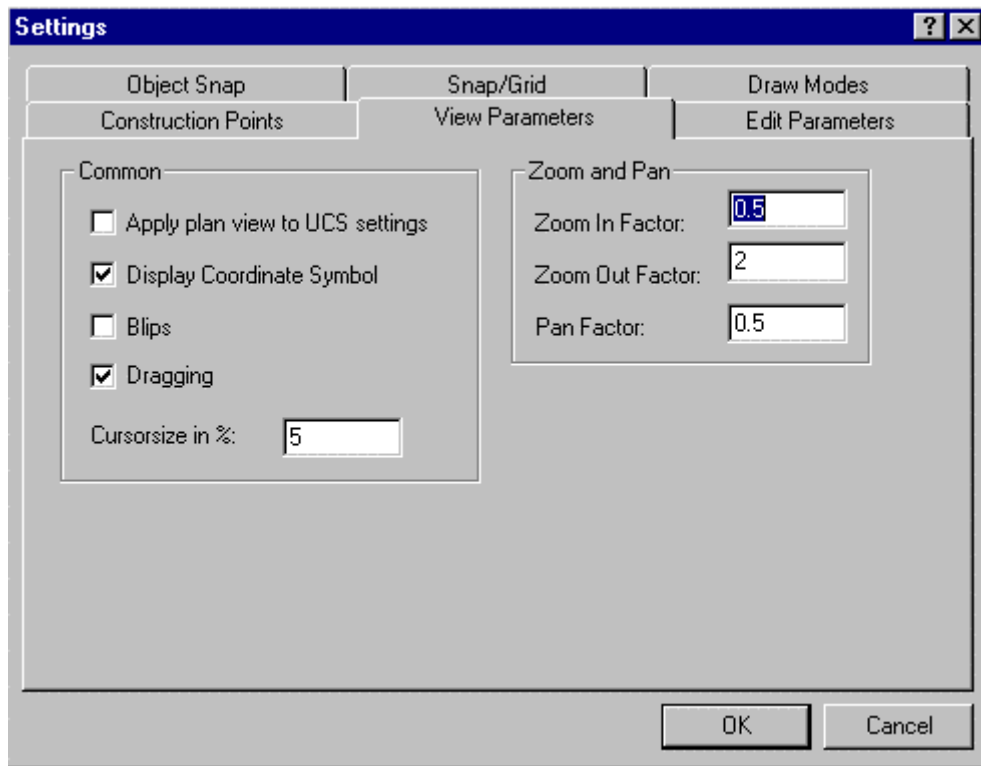 Settings
Object Snap
Snap/Grid
Draw Modes
Construction Points
View Parameters
Edit Parameters
Common
Apply plan view to UCS settings
Display Coordinate Symbol
Blips
Dragging
Cursorsize in %: 5
Zoom and Pan
Zoom In Factor: 0.5
Zoom Out Factor: 2
Pan Factor: 0.5
OK
Cancel